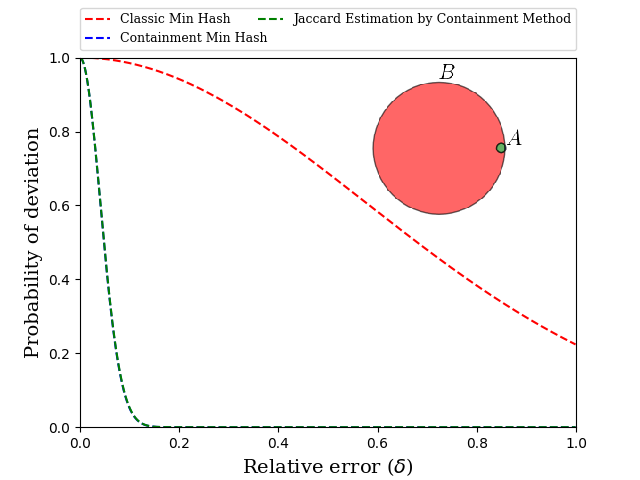 Classic Min Hash
Containment Min Hash
Jaccard Estimation by Containment Method
1.0
0.8
0.6
0.4
0.2
0.0
Probability of deviation
B
A
0.0 0.2 0.4 0.6 0.8 1.0
Relative error (δ)